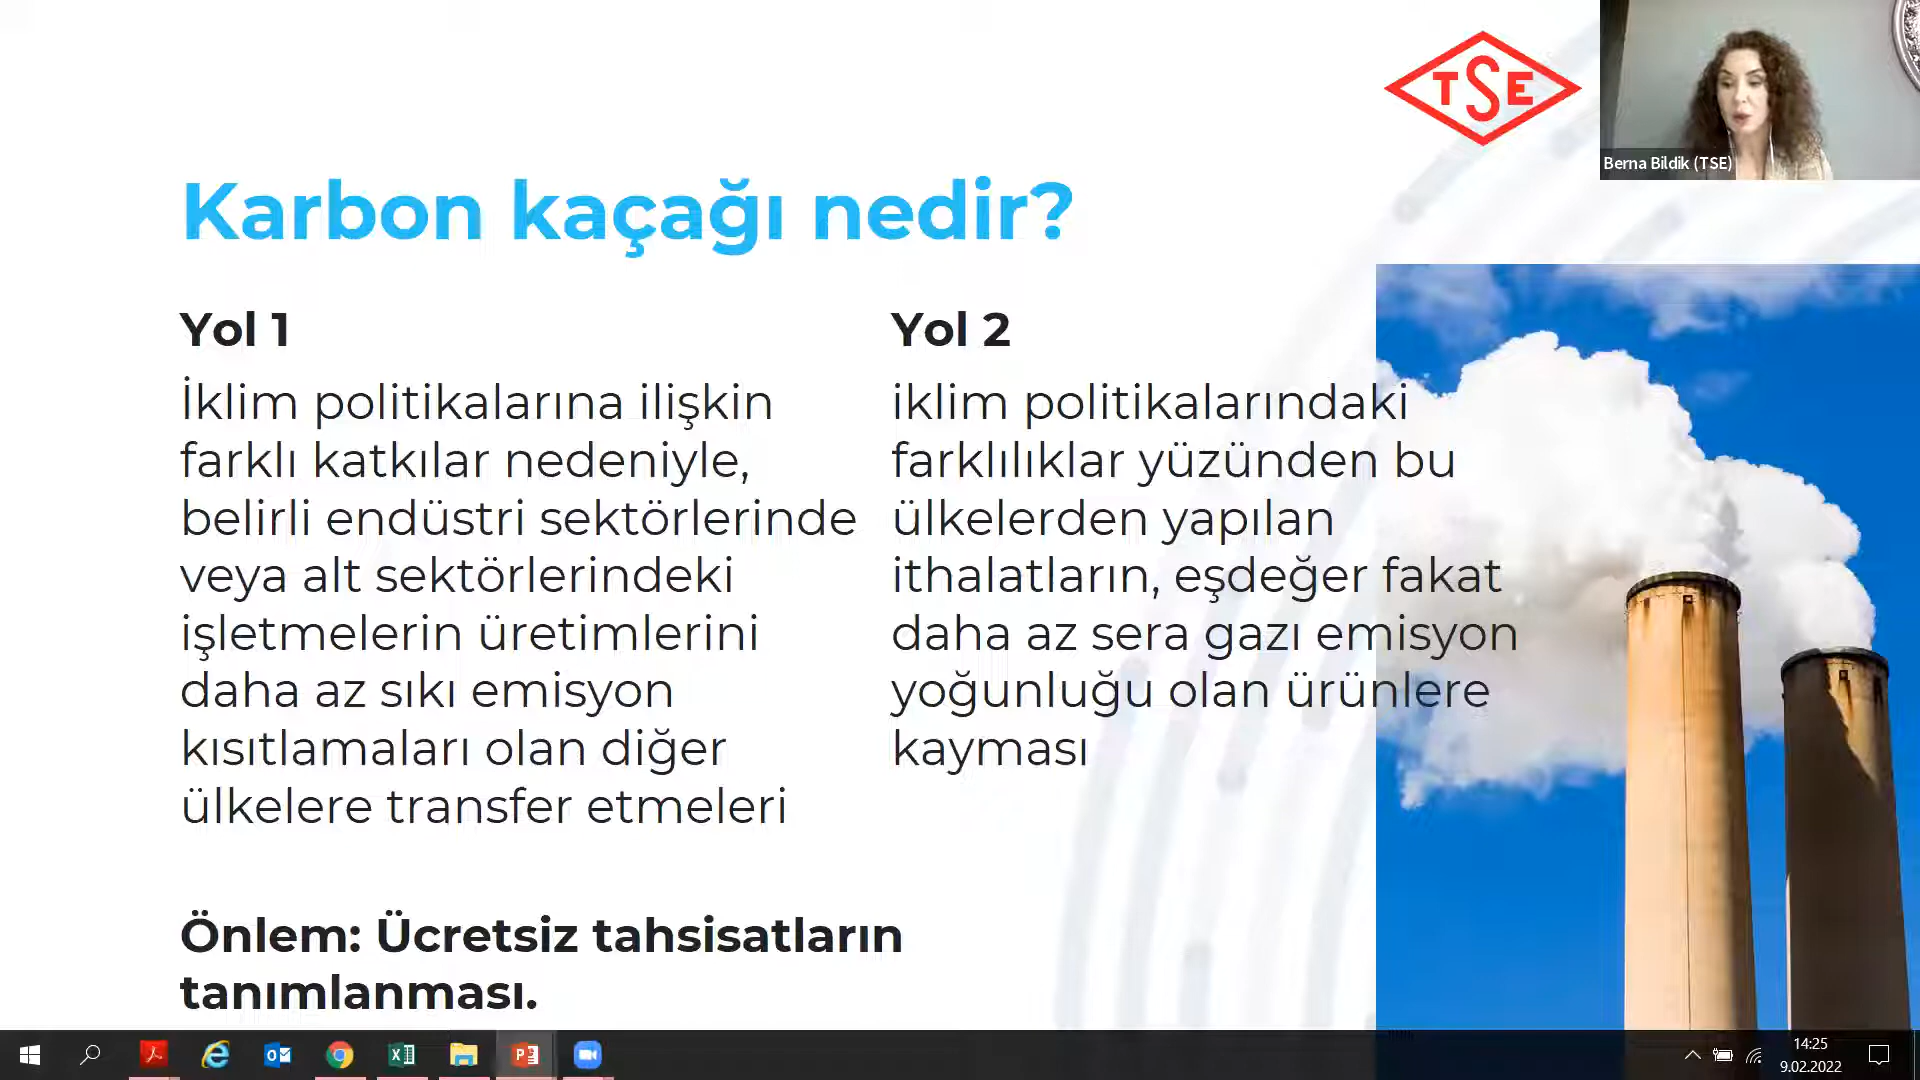 TSE
Berna Bildik (TSE)
Karbon kaçağı nedir?
Yol 1
İklim politikalarına ilişkin
farklı katkılar nedeniyle,
belirli endüstri sektörlerinde
veya alt sektörlerindeki
işletmelerin üretimlerini
daha az sıkı emisyon
kısıtlamaları olan diğer
ülkelere transfer etmeleri
Yol 2
iklim politikalarındaki
farklılıklar yüzünden bu
ülkelerden yapılan
ithalatların, eşdeğer fakat
daha az sera gazı emisyon
yoğunluğu olan ürünlere
kayması
Önlem: Ücretsiz tahsisatların
tanımlanması.
14:25
9.02.2022